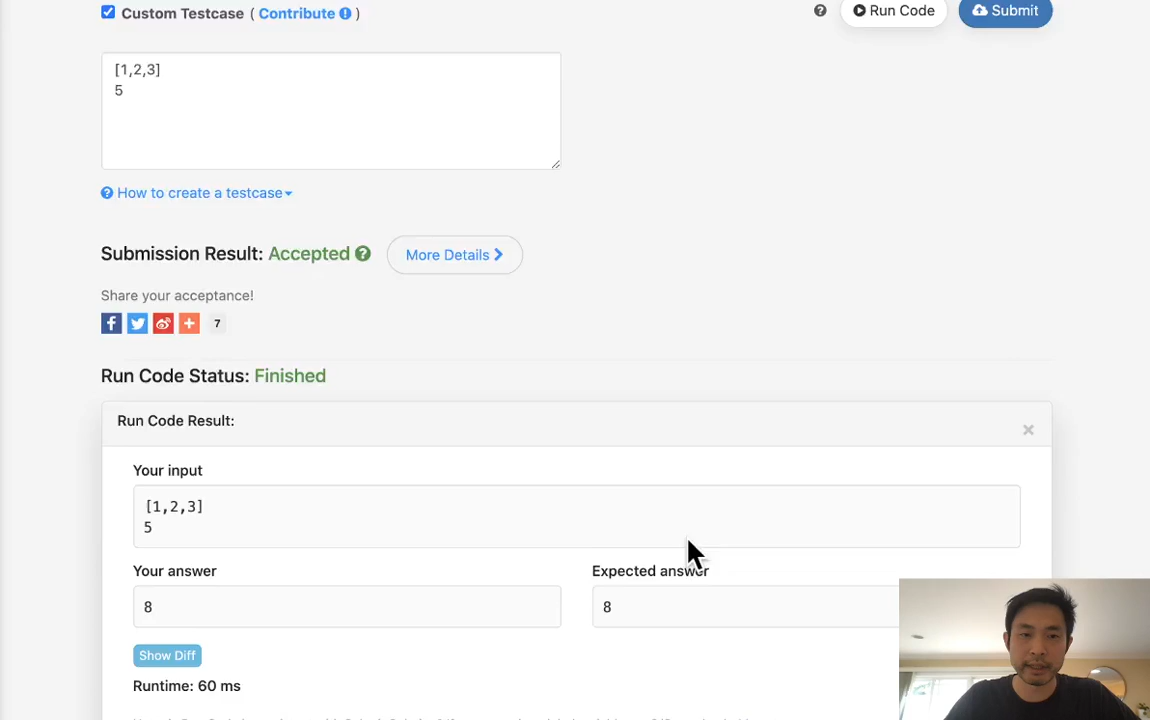 Custom Testcase ( Contribute )
Run Code
Submit
[1,2,3]
5
How to create a testcase
Submission Result: Accepted
More Details
Share your acceptance!
7
Run Code Status: Finished
Run Code Result:
Your input
[1,2,3]
5
Your answer
Expected answer
8
8
Show Diff
Runtime: 60 ms